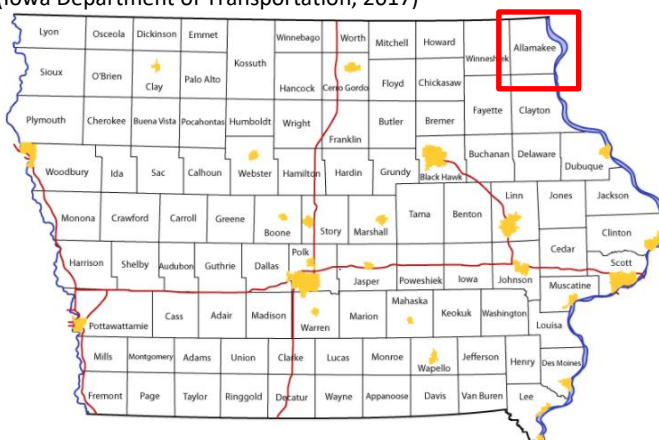 (Iowa Department of Transportation, 2017)
Lyon Osceola Dickinson Emmet Winnebago Worth Mitchell Howard Winneshiek Allamakee
Sioux O'Brien Clay Palo Alto Kossuth Hancock Cerro Gordo Floyd Chickasaw
Plymouth Cherokee Buena Vista Pocahontas Humboldt Wright Franklin Butler Bremer Fayette Clayton
Woodbury Ida Sac Calhoun Webster Hamilton Hardin Grundy Black Hawk Buchanan Delaware Dubuque
Monona Crawford Carroll Greene Boone Story Marshall Tama Benton Linn Jones Jackson
Harrison Shelby Audubon Guthrie Dallas Polk Jasper Poweshiek Iowa Johnson Cedar Clinton
Scott
Muscatine
Pottawattamie Cass Adair Madison Warren Marion Mahaska Keokuk Washington Louisa
Mills Montgomery Adams Union Clarke Lucas Monroe Wapello Jefferson Henry Des Moines
Fremont Page Taylor Ringgold Decatur Wayne Appanoose Davis Van Buren Lee